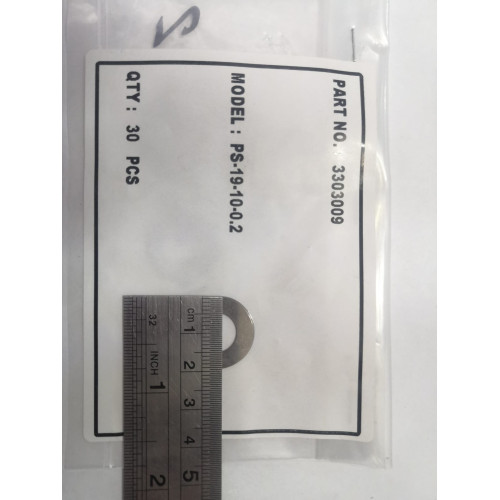 PART NO. 3303009
MODEL : PS-19-10-0.2
QTY : 30 PCS
cm 1 2 3 4 5
32 INCH 1 2